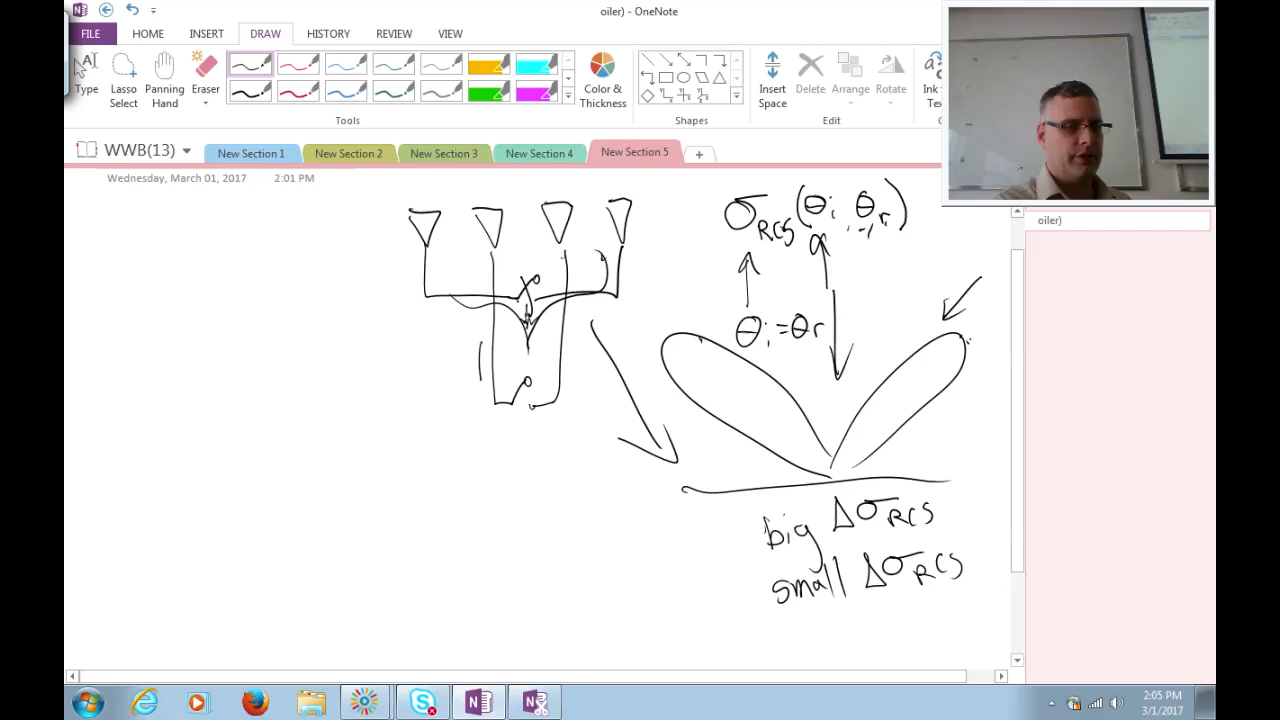 oiler) - OneNote
FILE HOME INSERT DRAW HISTORY REVIEW VIEW
Type
Lasso Select
Panning Hand
Eraser
Color & Thickness
Insert Space
Delete
Arrange
Rotate
Ink to Tex
Tools
Shapes
Edit
WWB(13)
New Section 1
New Section 2
New Section 3
New Section 4
New Section 5
Wednesday, March 01, 2017 2:01 PM
oiler)
σRCS (θi, θr)
θi = θr
big ΔσRCS
small ΔσRCS
2:05 PM
3/1/2017